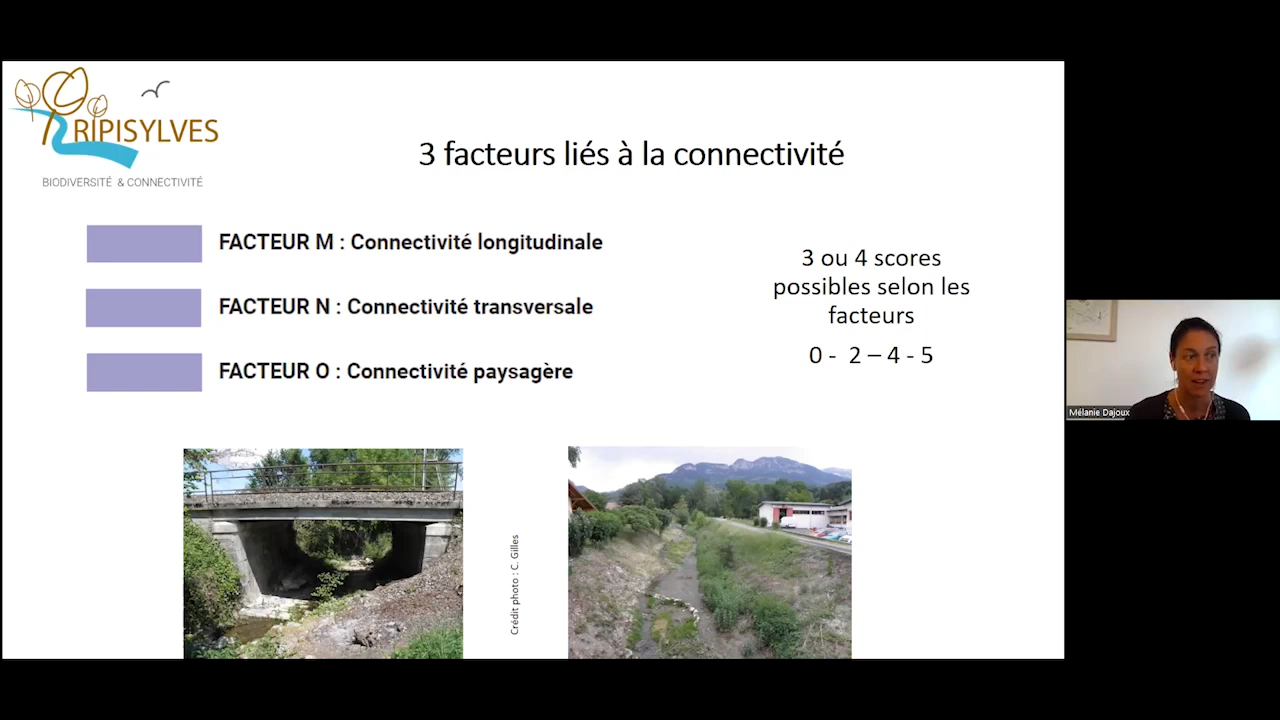 RIPISYLVES
BIODIVERSITÉ & CONNECTIVITÉ
3 facteurs liés à la connectivité
FACTEUR M : Connectivité longitudinale
FACTEUR N : Connectivité transversale
FACTEUR O : Connectivité paysagère
3 ou 4 scores
possibles selon les
facteurs
0 - 2 – 4 - 5
Crédit photo : C. Gilles
Mélanie Dajoux